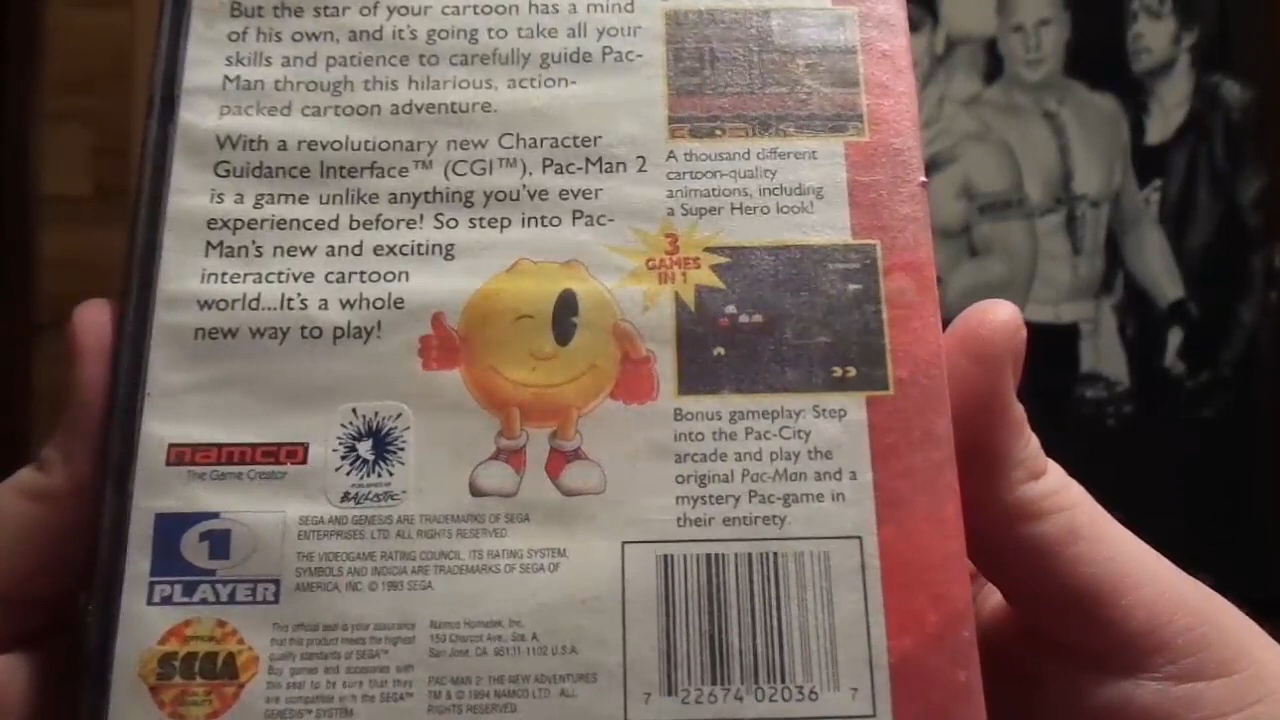 But the star of your cartoon has a mind
of his own, and it's going to take all your
skills and patience to carefully guide Pac-
Man through this hilarious, action-
packed cartoon adventure.
With a revolutionary new Character
Guidance Interface™ (CGI™), Pac-Man 2
is a game unlike anything you've ever
experienced before! So step into Pac-
Man's new and exciting
interactive cartoon
world...It's a whole
new way to play!
A thousand different
cartoon-quality
animations, including
a Super Hero look!
3
GAMES
IN 1
Bonus gameplay: Step
into the Pac-City
arcade and play the
original Pac-Man and a
mystery Pac-game in
their entirety.
namco
The Game Creator
PUBLISHED BY
BALLISTIC™
1
PLAYER
SEGA AND GENESIS ARE TRADEMARKS OF SEGA
ENTERPRISES, LTD. ALL RIGHTS RESERVED.
THE VIDEOGAME RATING COUNCIL, ITS RATING SYSTEM,
SYMBOLS AND INDICIA ARE TRADEMARKS OF SEGA OF
AMERICA, INC. © 1993 SEGA.
OFFICIAL
SEGA
SEAL OF
QUALITY
This official seal is your assurance
that this product meets the highest
quality standards of SEGA™.
Buy games and accessories with
this seal to be sure that they
are compatible with the SEGA™
GENESIS™ SYSTEM.
Namco Hometek, Inc.
150 Charcot Ave., Ste. A
San Jose, CA 95131-1102 U.S.A.
PAC-MAN 2: THE NEW ADVENTURES
TM & © 1994 NAMCO LTD. ALL
RIGHTS RESERVED.
7 22674 02036 7